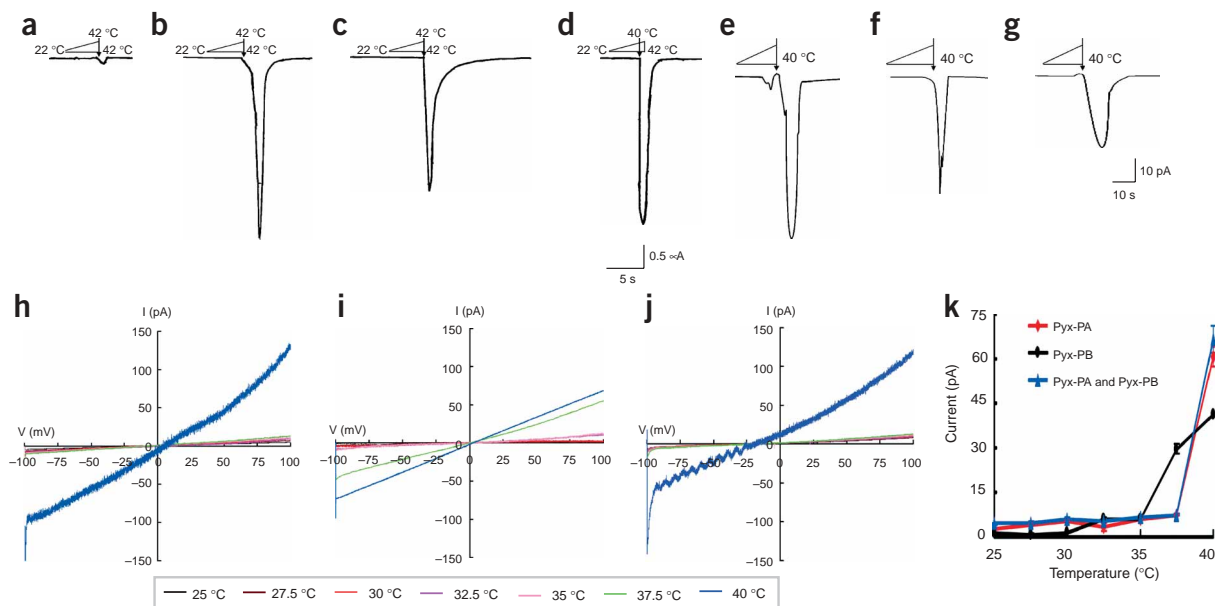 a b c d e f g
42 °C 42 °C 42 °C 40 °C
22 °C 42 °C 22 °C 42 °C 22 °C 42 °C 22 °C 42 °C 40 °C 40 °C 40 °C
10 pA
10 s
0.5 ∝A
5 s
h i j k
I (pA) I (pA) I (pA)
150 150 150
100 100 100
50 50 50
V (mV) V (mV) V (mV)
–100 –75 –50 –25 0 25 50 75 100
–100 –75 –50 –25 0 25 50 75 100
–100 –75 –50 –25 0 25 50 75 100
–50 –50 –50
–100 –100 –100
–150 –150 –150
75
60
45
30
15
0
Current (pA)
Pyx-PA
Pyx-PB
Pyx-PA and Pyx-PB
25 30 35 40
Temperature (°C)
25 °C 27.5 °C 30 °C 32.5 °C 35 °C 37.5 °C 40 °C